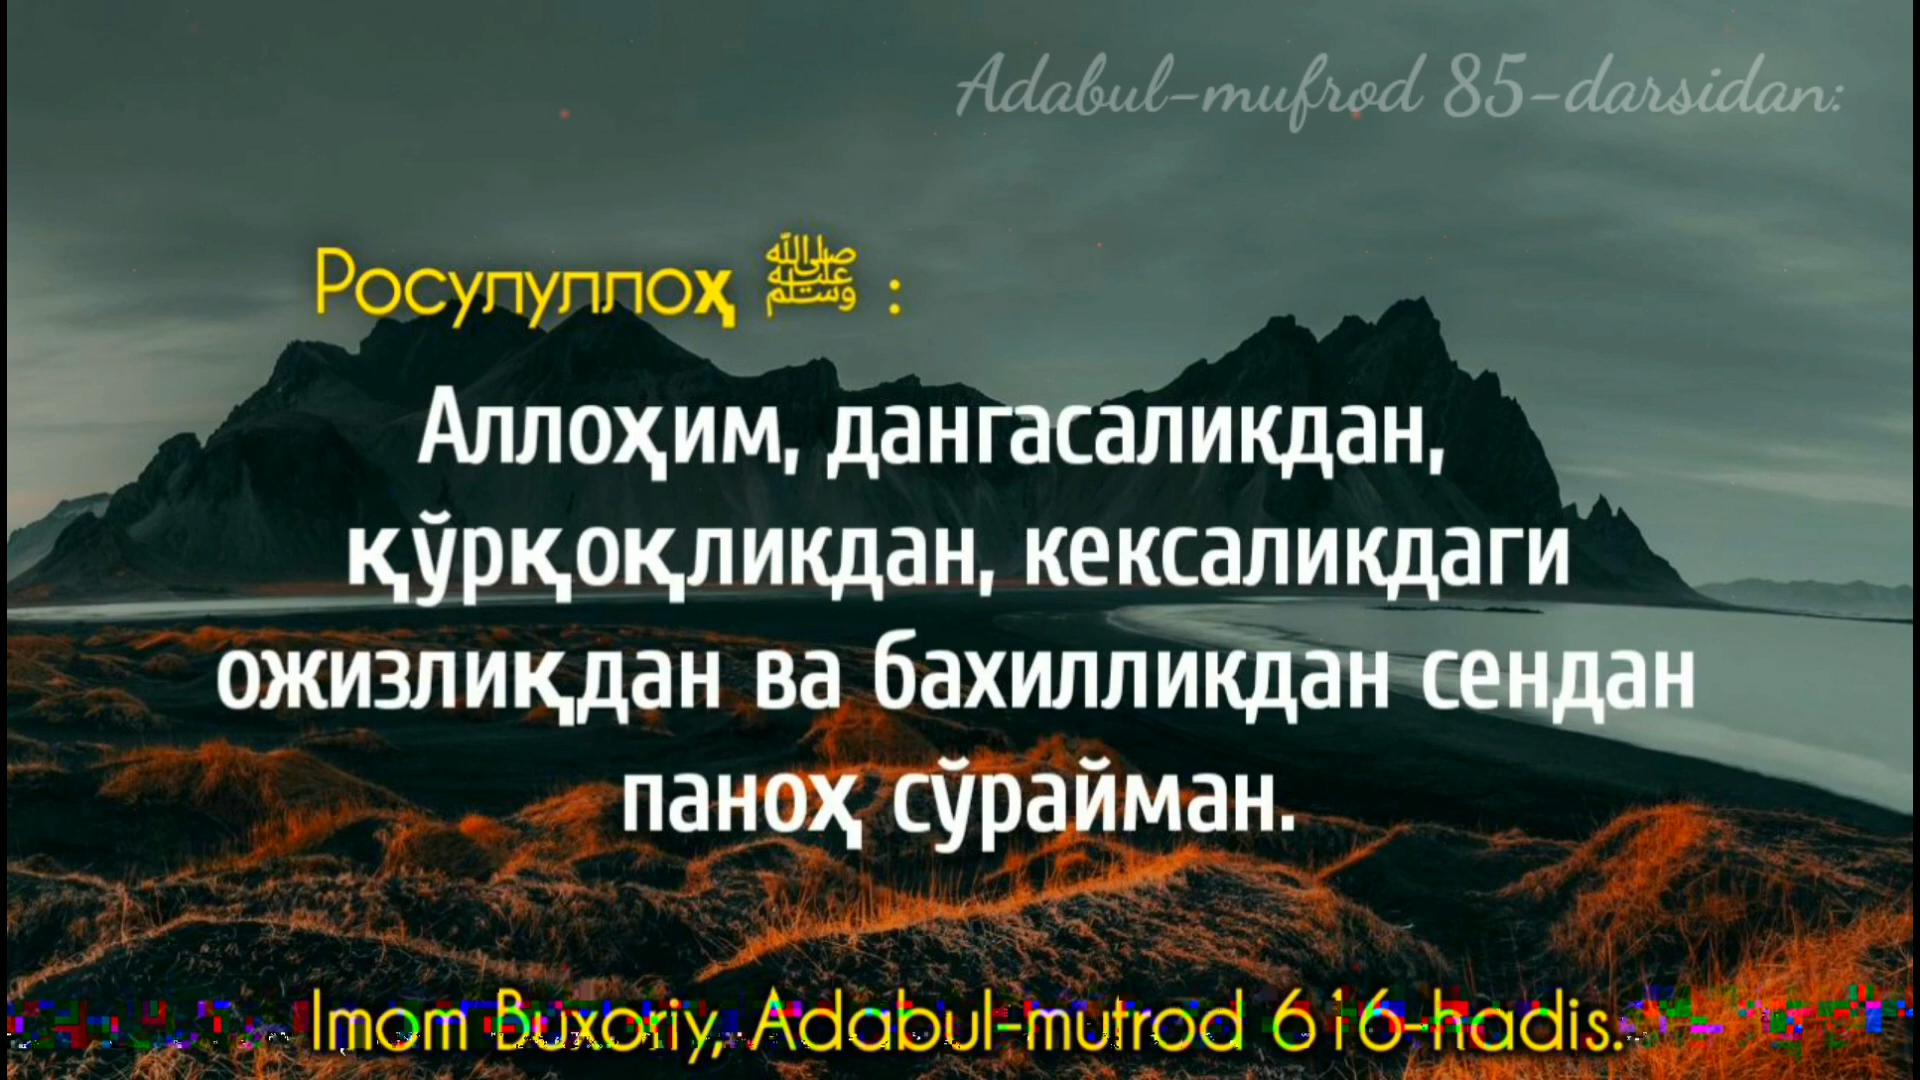 Adabul-mufrod 85-darsidan:
Росулуллоҳ ﷺ :
Аллоҳим, дангасаликдан,
қўрқоқликдан, кексаликдаги
ожизлиқдан ва бахилликдан сендан
паноҳ сўрайман.
Imom Buxoriy, Adabul-mufrod 616-hadis.